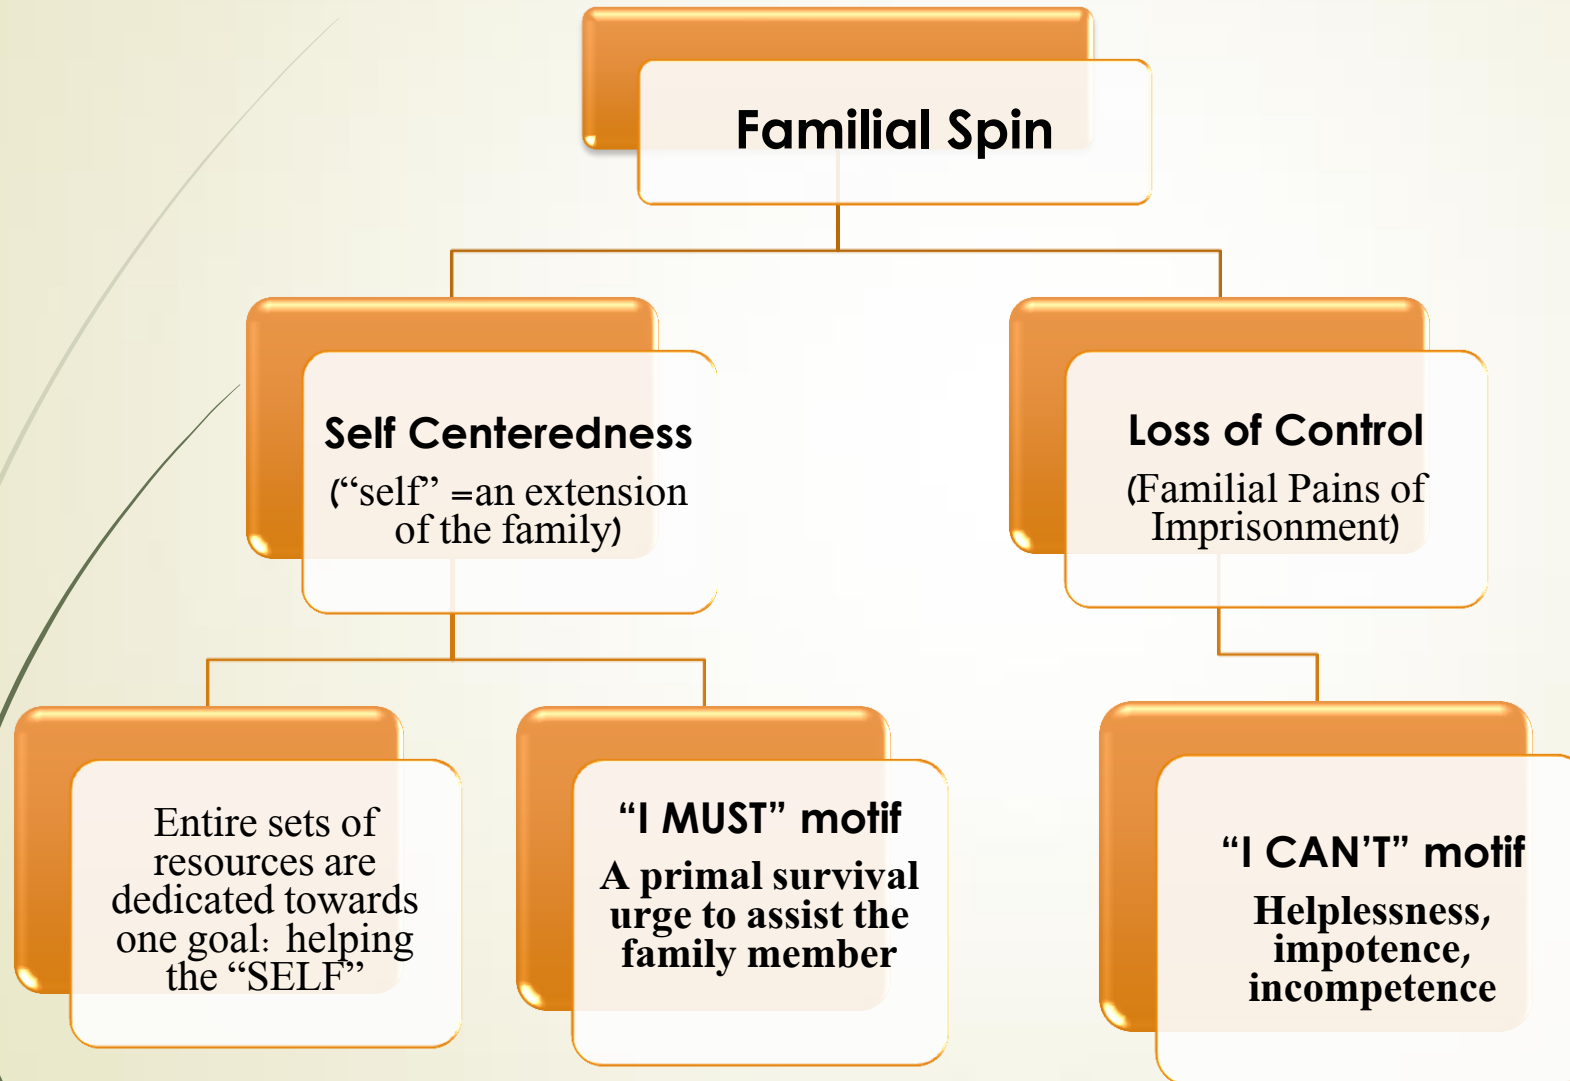 Familial Spin
Self Centeredness
(“self” =an extension
of the family)
Loss of Control
(Familial Pains of
Imprisonment)
Entire sets of
resources are
dedicated towards
one goal: helping
the “SELF”
“I MUST” motif
A primal survival
urge to assist the
family member
“I CAN’T” motif
Helplessness,
impotence,
incompetence